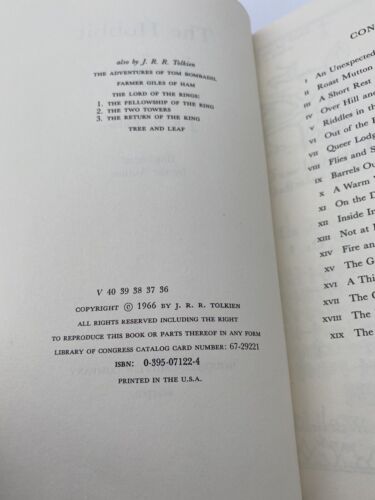 The Hobbit
also by J. R. R. Tolkien
THE ADVENTURES OF TOM BOMBADIL
FARMER GILES OF HAM
THE LORD OF THE RINGS:
1. THE FELLOWSHIP OF THE RING
2. THE TWO TOWERS
3. THE RETURN OF THE KING
TREE AND LEAF
V 40 39 38 37 36
COPYRIGHT © 1966 BY J. R. R. TOLKIEN
ALL RIGHTS RESERVED INCLUDING THE RIGHT
TO REPRODUCE THIS BOOK OR PARTS THEREOF IN ANY FORM
LIBRARY OF CONGRESS CATALOG CARD NUMBER: 67-29221
ISBN: 0-395-07122-4
PRINTED IN THE U.S.A.
CON
I An Unexpected
II Roast Mutton
III A Short Rest
IV Over Hill and
V Riddles in the
VI Out of the
VII Queer Lodg
VIII Flies and S
IX Barrels Ou
X A Warm
XI On the D
XII Inside In
XIII Not at
XIV Fire an
XV The G
XVI A Thi
XVII The
XVIII The
XIX The